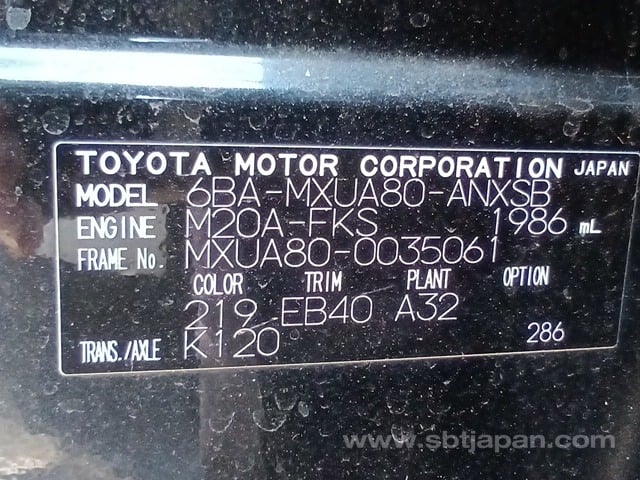 TOYOTA MOTOR CORPORATION JAPAN
MODEL 6BA-MXUA80-ANXSB
ENGINE M20A-FKS 1986 mL
FRAME No. MXUA80-0035061
COLOR TRIM PLANT OPTION
219 EB40 A32
TRANS./AXLE K120 286
www.sbtjapan.com